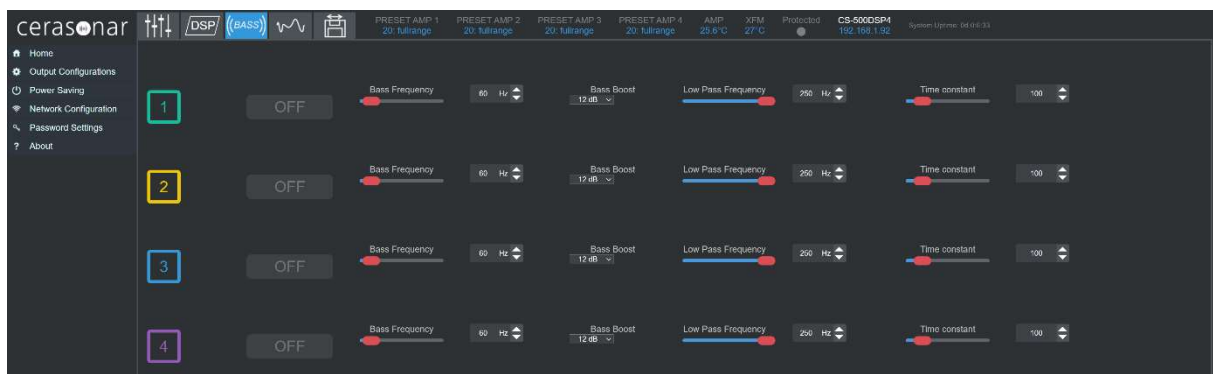 cerasonar
/DSP/
((BASS))
PRESET AMP 1 PRESET AMP 2 PRESET AMP 3 PRESET AMP 4 AMP XFM Protected CS-500DSP4
20: fullrange 20: fullrange 20: fullrange 20: fullrange 25.6°C 27°C 192.168.1.92
System Uptime: 0d:0:6:33
Home
Output Configurations
Power Saving
Network Configuration
Password Settings
? About
1 OFF Bass Frequency 60 Hz Bass Boost Low Pass Frequency 250 Hz Time constant 100
12 dB
2 OFF Bass Frequency 60 Hz Bass Boost Low Pass Frequency 250 Hz Time constant 100
12 dB
3 OFF Bass Frequency 60 Hz Bass Boost Low Pass Frequency 250 Hz Time constant 100
12 dB
4 OFF Bass Frequency 60 Hz Bass Boost Low Pass Frequency 250 Hz Time constant 100
12 dB